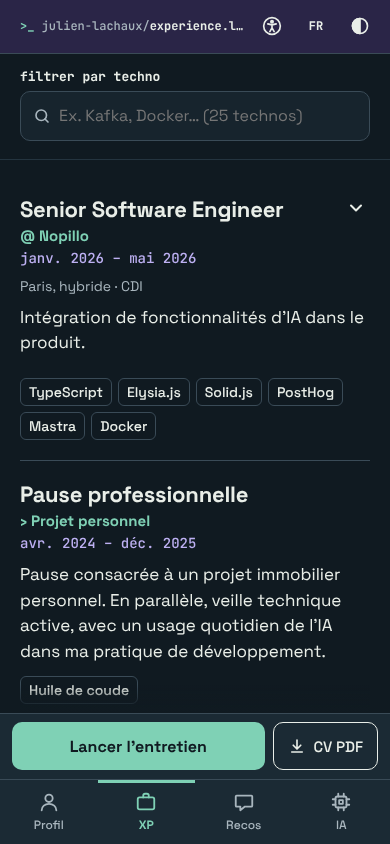 >_ julien-lachaux/experience.l… FR
filtrer par techno
Ex. Kafka, Docker… (25 technos)
Senior Software Engineer
@ Nopillo
janv. 2026 – mai 2026
Paris, hybride · CDI
Intégration de fonctionnalités d’IA dans le
produit.
TypeScript Elysia.js Solid.js PostHog
Mastra Docker
Pause professionnelle
> Projet personnel
avr. 2024 – déc. 2025
Pause consacrée à un projet immobilier
personnel. En parallèle, veille technique
active, avec un usage quotidien de l’IA
dans ma pratique de développement.
Huile de coude
Lancer l’entretien CV PDF
Profil XP Recos IA